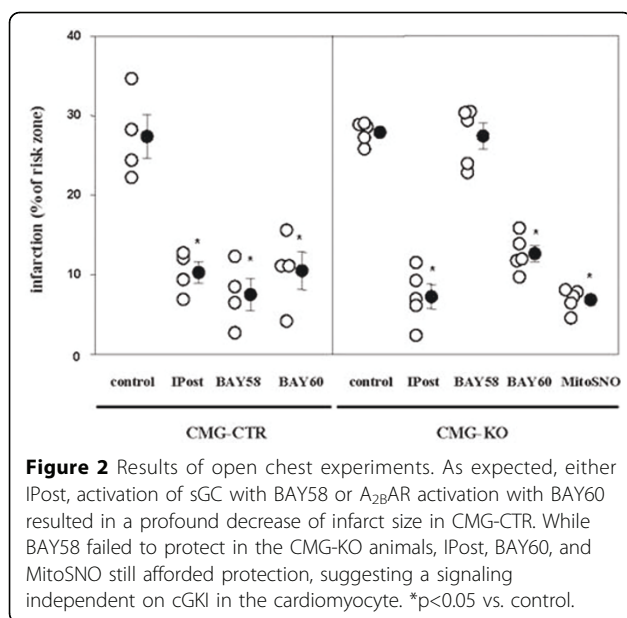 40
30
20
10
0
infarction (% of risk zone)
* * * * * *
control IPost BAY58 BAY60 control IPost BAY58 BAY60 MitoSNO
CMG-CTR CMG-KO
Figure 2 Results of open chest experiments. As expected, either
IPost, activation of sGC with BAY58 or A2BAR activation with BAY60
resulted in a profound decrease of infarct size in CMG-CTR. While
BAY58 failed to protect in the CMG-KO animals, IPost, BAY60, and
MitoSNO still afforded protection, suggesting a signaling
independent on cGKI in the cardiomyocyte. *p<0.05 vs. control.